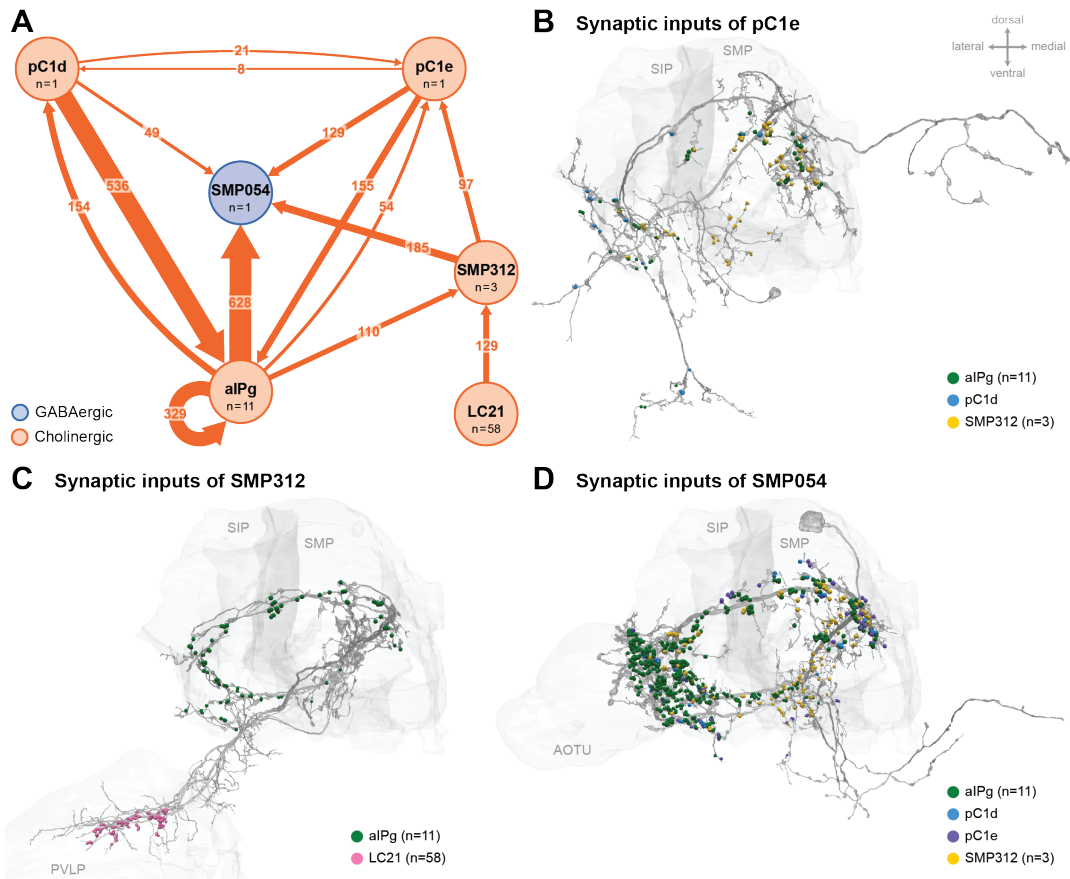 A
pC1d
n=1
21
8
pC1e
n=1
49
129
SMP054
n=1
536
154
155
54
97
185
SMP312
n=3
628
110
129
aIPg
n=11
329
LC21
n=58
GABAergic
Cholinergic
B Synaptic inputs of pC1e
dorsal
lateral medial
ventral
SIP
SMP
aIPg (n=11)
pC1d
SMP312 (n=3)
C Synaptic inputs of SMP312
SIP
SMP
PVLP
aIPg (n=11)
LC21 (n=58)
D Synaptic inputs of SMP054
SIP
SMP
AOTU
aIPg (n=11)
pC1d
pC1e
SMP312 (n=3)